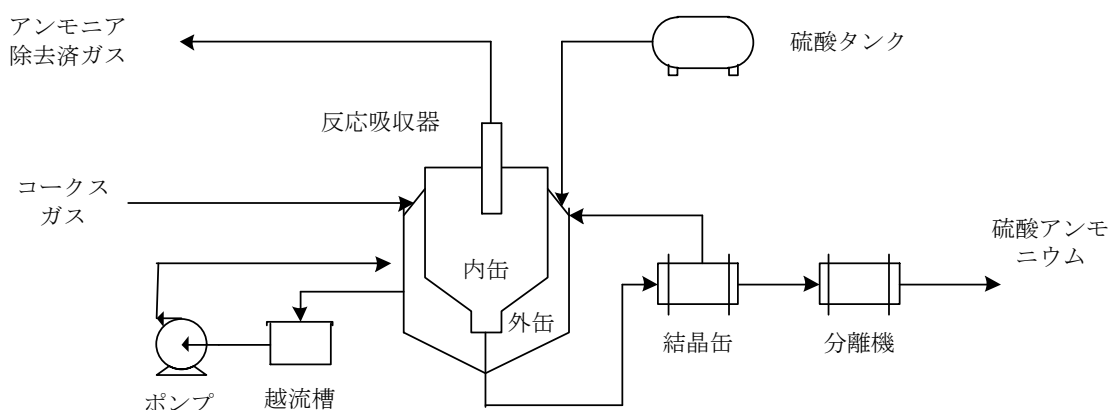 アンモニア
除去済ガス
硫酸タンク
反応吸収器
コークス
ガス
硫酸アンモ
ニウム
内缶
外缶
結晶缶
分離機
ポンプ
越流槽